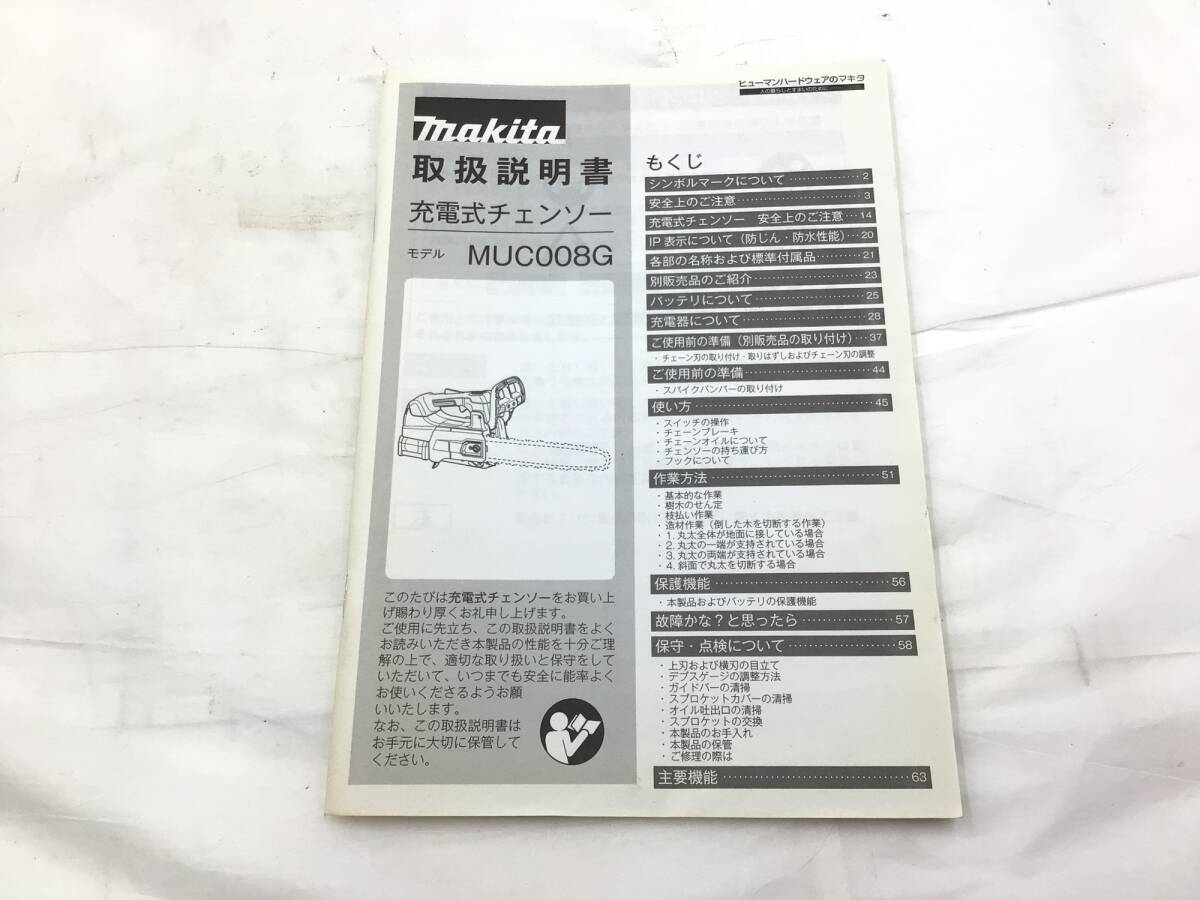 makita
取扱説明書
充電式チェンソー
モデル MUC008G
このたびは充電式チェンソーをお買い上
げ賜わり厚くお礼申し上げます。
ご使用に先立ち、この取扱説明書をよく
お読みいただき本製品の性能を十分ご理
解の上で、適切な取り扱いと保守をして
いただいて、いつまでも安全に能率よく
お使いくださるようお願
いいたします。
なお、この取扱説明書は
お手元に大切に保管して
ください。
ヒューマンハードウェアのマキタ
人の暮らしとすまいのために
もくじ
シンボルマークについて 2
安全上のご注意 3
充電式チェンソー 安全上のご注意 14
IP 表示について（防じん・防水性能） 20
各部の名称および標準付属品 21
別販売品のご紹介 23
バッテリについて 25
充電器について 28
ご使用前の準備（別販売品の取り付け） 37
・チェーン刃の取り付け・取りはずしおよびチェーン刃の調整
ご使用前の準備 44
・スパイクバンパーの取り付け
使い方 45
・スイッチの操作
・チェーンブレーキ
・チェーンオイルについて
・チェンソーの持ち運び方
・フックについて
作業方法 51
・基本的な作業
・樹木のせん定
・枝払い作業
・造材作業（倒した木を切断する作業）
・1. 丸太全体が地面に接している場合
・2. 丸太の一端が支持されている場合
・3. 丸太の両端が支持されている場合
・4. 斜面で丸太を切断する場合
保護機能 56
・本製品およびバッテリの保護機能
故障かな？と思ったら 57
保守・点検について 58
・上刃および横刃の目立て
・デプスゲージの調整方法
・ガイドバーの清掃
・スプロケットカバーの清掃
・オイル吐出口の清掃
・スプロケットの交換
・本製品のお手入れ
・本製品の保管
・ご修理の際は
主要機能 63